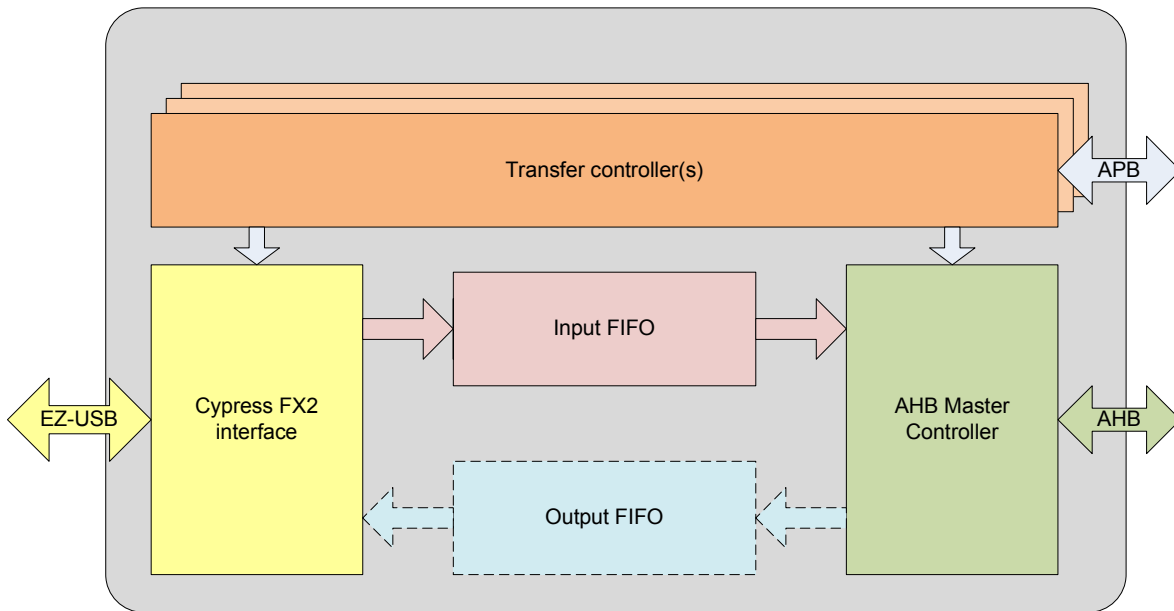 Transfer controller(s)
APB
Input FIFO
EZ-USB
Cypress FX2
interface
AHB Master
Controller
AHB
Output FIFO